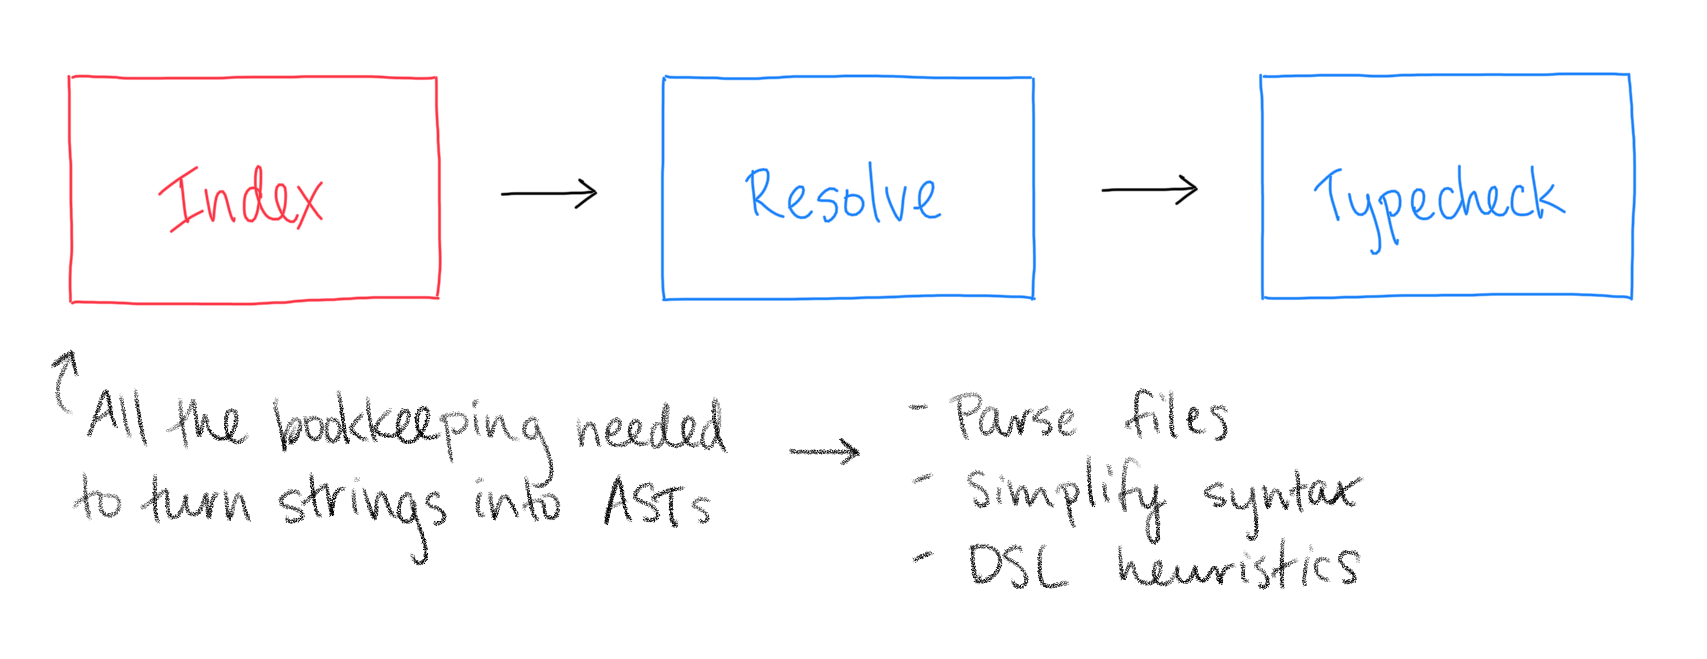 Index
Resolve
Typecheck
All the bookkeeping needed
to turn strings into ASTs
- Parse files
- Simplify syntax
- DSL heuristics